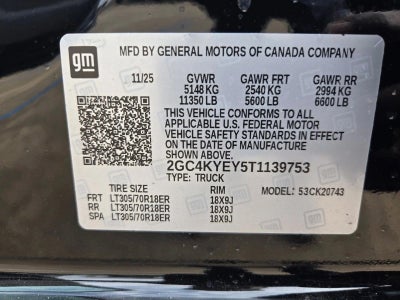 gm
MFD BY GENERAL MOTORS OF CANADA COMPANY
11/25 GVWR GAWR FRT GAWR RR
5148 KG 2540 KG 2994 KG
11350 LB 5600 LB 6600 LB
THIS VEHICLE CONFORMS TO ALL
APPLICABLE U.S. FEDERAL MOTOR
VEHICLE SAFETY STANDARDS IN
EFFECT ON THE DATE OF
MANUFACTURE SHOWN ABOVE.
2GC4KYEY5T1139753
TYPE: TRUCK
TIRE SIZE RIM MODEL: 53CK20743
FRT LT305/70R18ER 18X9J
RR LT305/70R18ER 18X9J
SPA LT305/70R18ER 18X9J